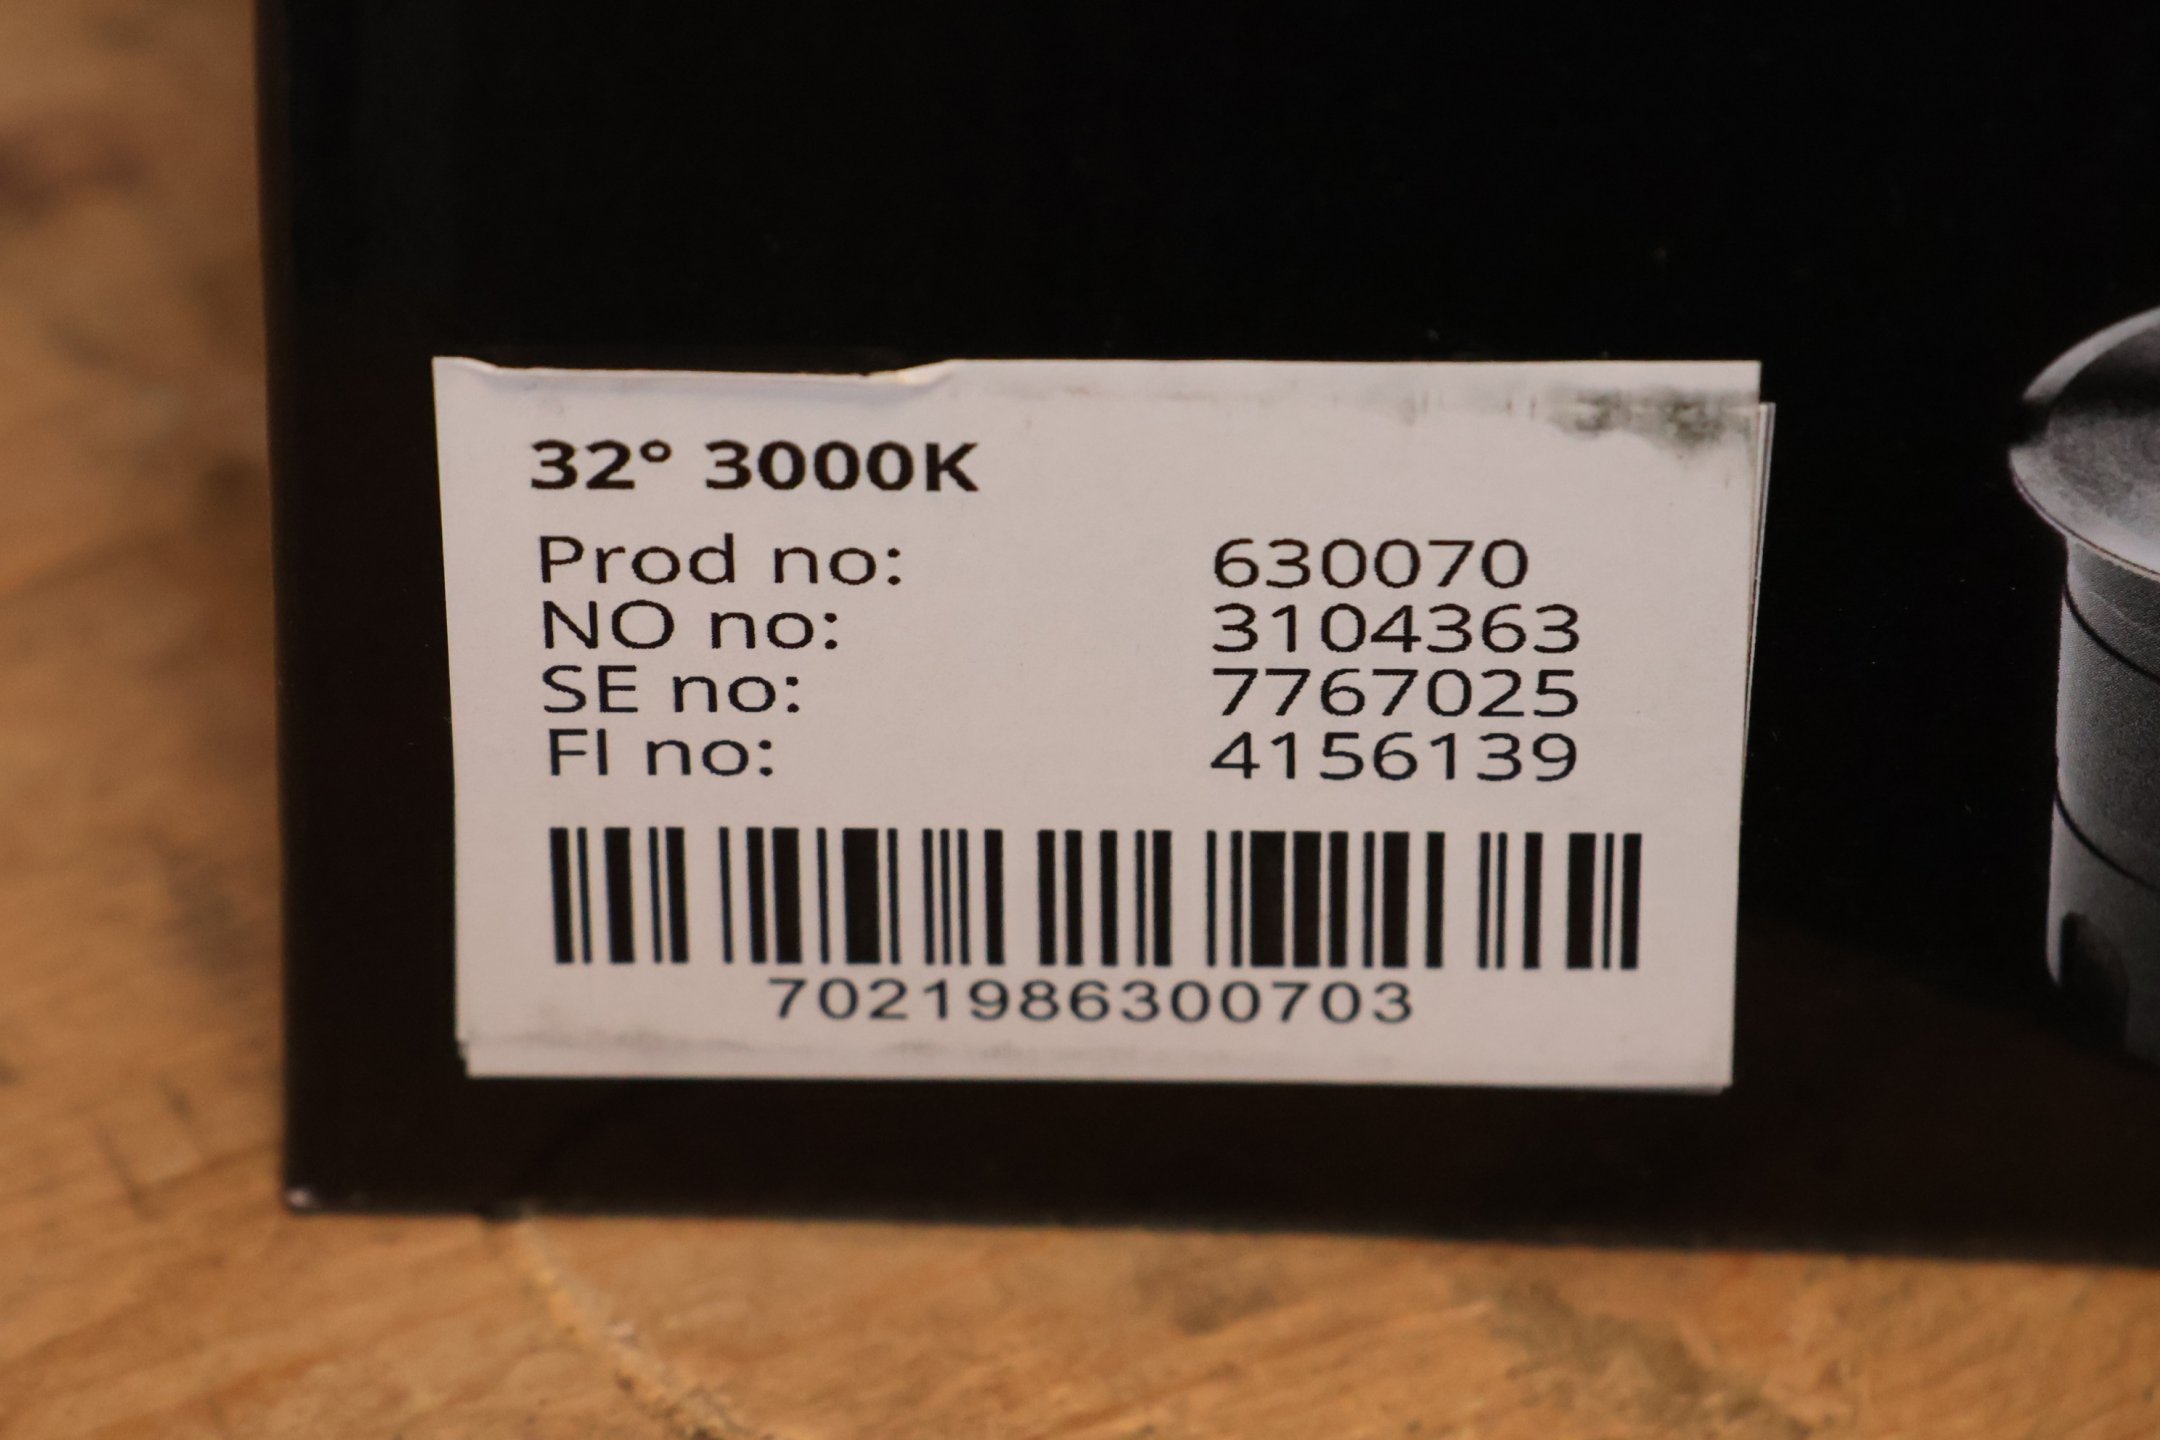 32° 3000K
Prod no: 630070
NO no: 3104363
SE no: 7767025
FI no: 4156139
7021986300703